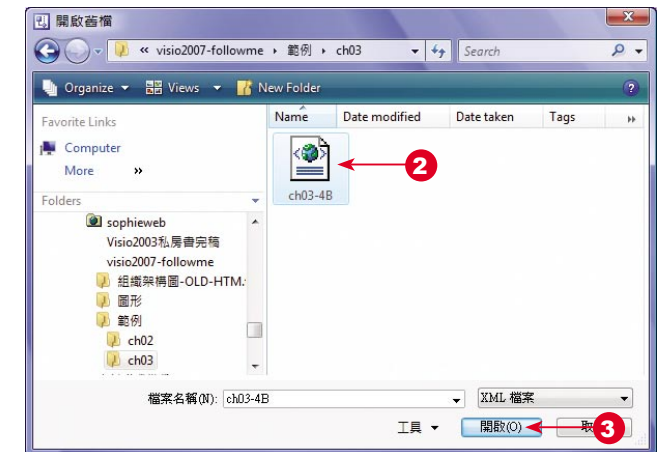 開啟舊檔
« visio2007-followme ▸ 範例 ▸ ch03 Search
Organize Views New Folder ?
Favorite Links
Computer
More »
Folders
sophieweb
Visio2003私房書完稿
visio2007-followme
組織架構圖-OLD-HTM.
圖形
範例
ch02
ch03
Name Date modified Date taken Tags »
ch03-4B
2
檔案名稱(N): ch03-4B XML 檔案
工具 開啟(O) 取
3